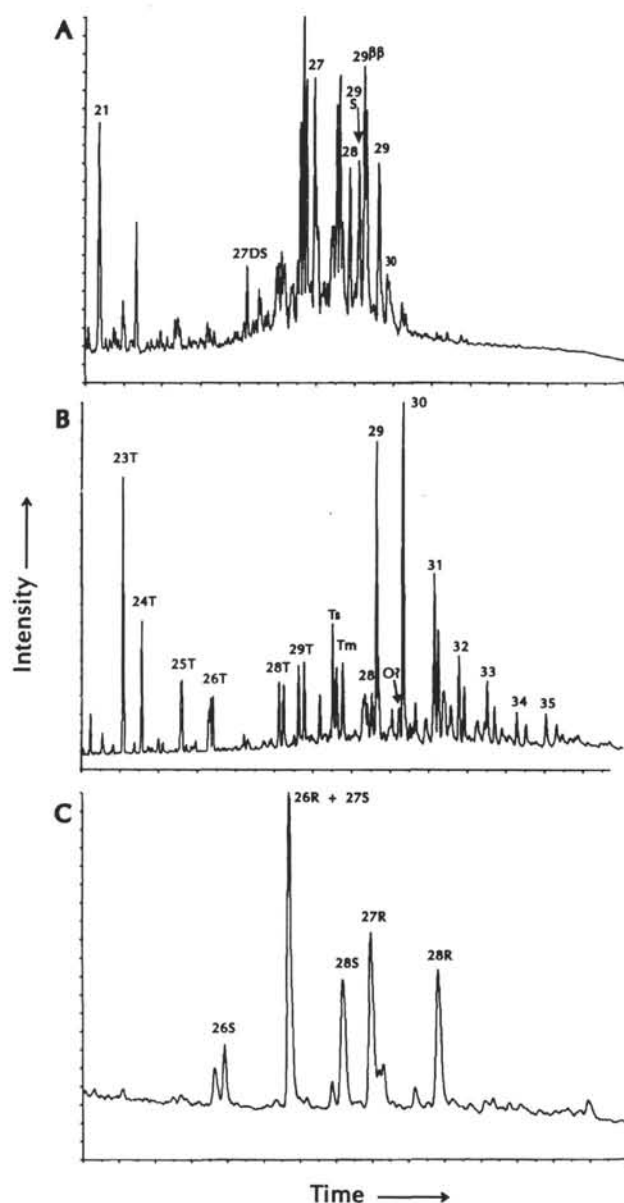 A
21
27DS
27
28
29
S
29ββ
29
30
B
23T
24T
25T
26T
28T
29T
Ts
Tm
28
29
O?
30
31
32
33
34
35
C
26S
26R + 27S
28S
27R
28R
Intensity
Time